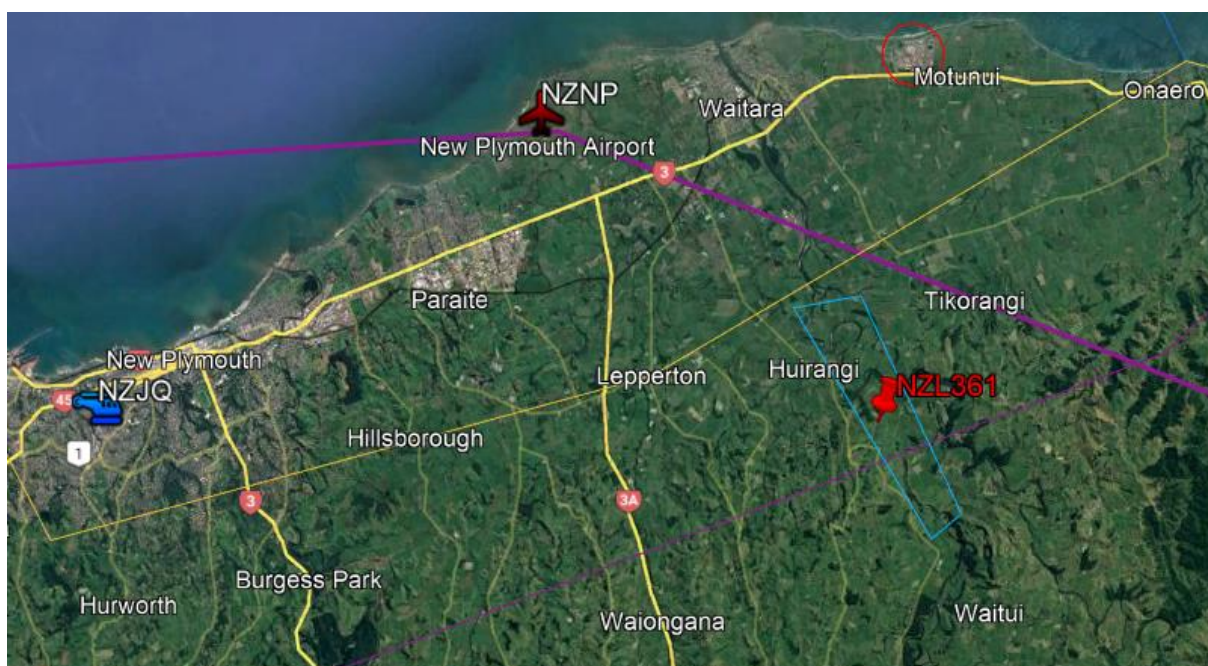 NZNP
Motunui
Onaero
Waitara
New Plymouth Airport
3
Paraite
Tikorangi
New Plymouth
Huirangi
Lepperton
NZL361
45
NZJQ
Hillsborough
1
3
3A
Burgess Park
Hurworth
Waiongana
Waitui